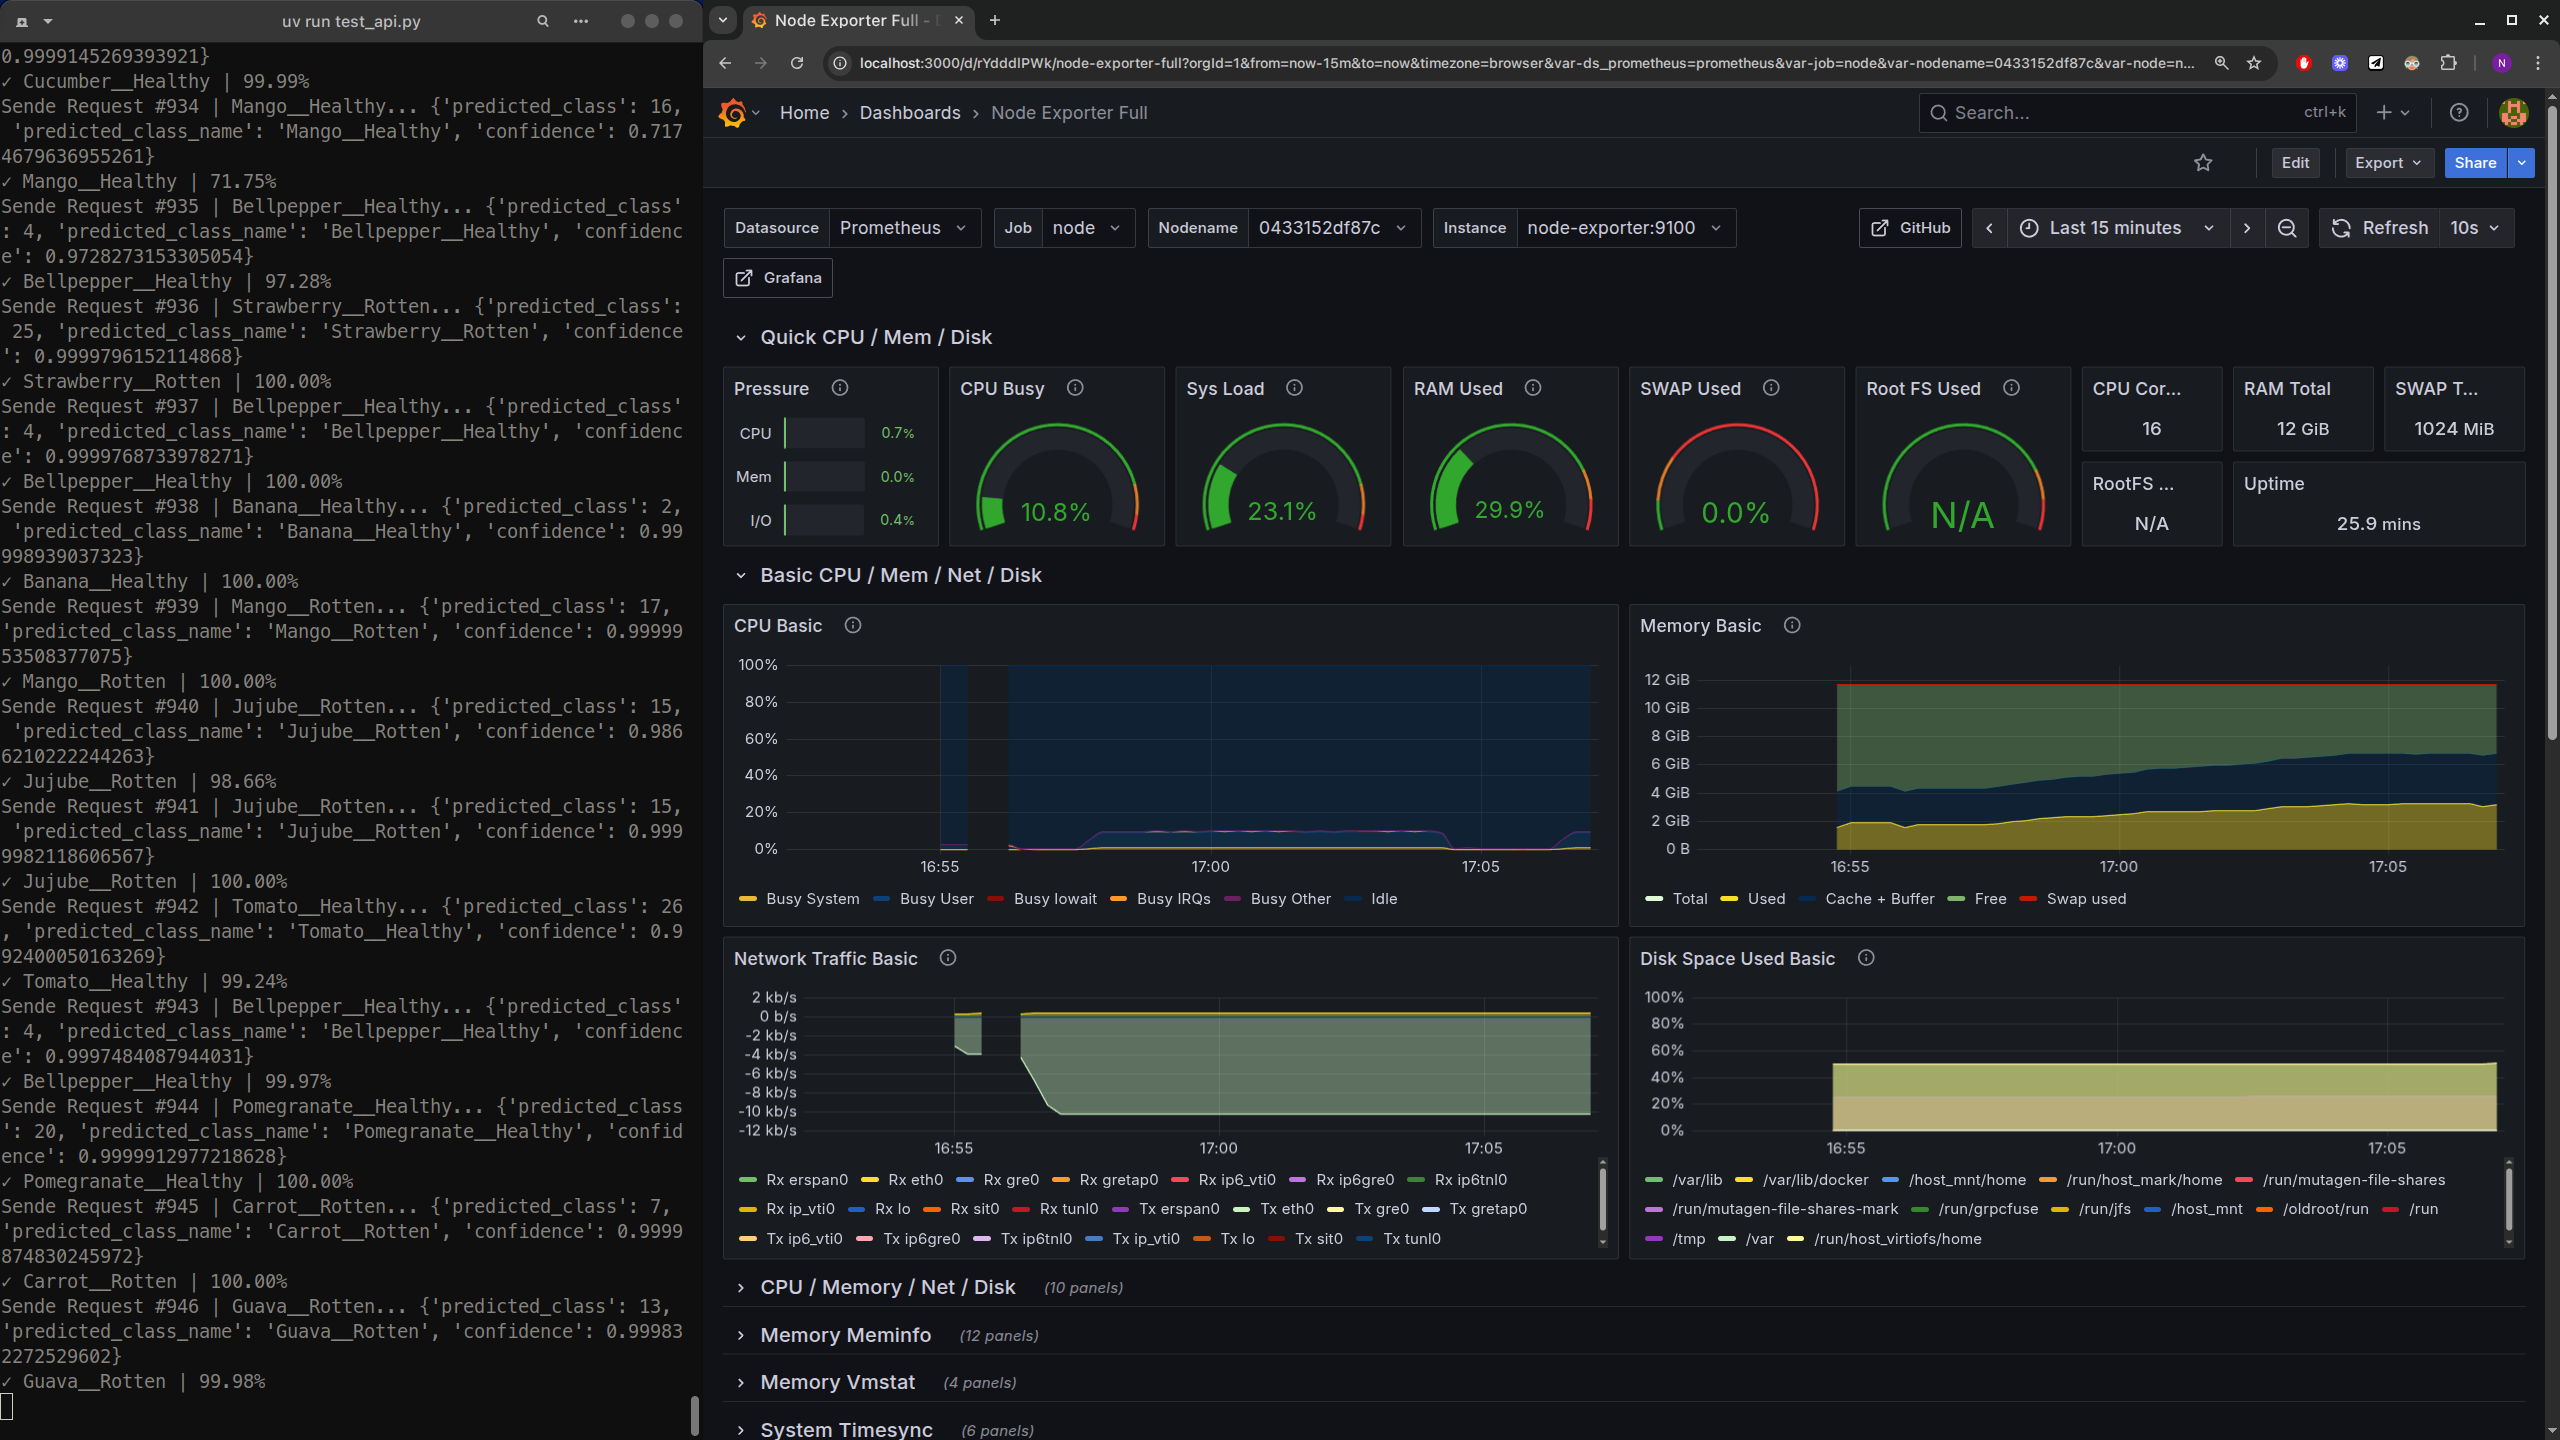 uv run test_api.py
0.9999145269393921}
✓ Cucumber__Healthy | 99.99%
Sende Request #934 | Mango__Healthy... {'predicted_class': 16,
 'predicted_class_name': 'Mango__Healthy', 'confidence': 0.717
4679636955261}
✓ Mango__Healthy | 71.75%
Sende Request #935 | Bellpepper__Healthy... {'predicted_class'
: 4, 'predicted_class_name': 'Bellpepper__Healthy', 'confidenc
e': 0.9728273153305054}
✓ Bellpepper__Healthy | 97.28%
Sende Request #936 | Strawberry__Rotten... {'predicted_class':
 25, 'predicted_class_name': 'Strawberry__Rotten', 'confidence
': 0.9999796152114868}
✓ Strawberry__Rotten | 100.00%
Sende Request #937 | Bellpepper__Healthy... {'predicted_class'
: 4, 'predicted_class_name': 'Bellpepper__Healthy', 'confidenc
e': 0.9999768733978271}
✓ Bellpepper__Healthy | 100.00%
Sende Request #938 | Banana__Healthy... {'predicted_class': 2,
 'predicted_class_name': 'Banana__Healthy', 'confidence': 0.99
998939037323}
✓ Banana__Healthy | 100.00%
Sende Request #939 | Mango__Rotten... {'predicted_class': 17,
'predicted_class_name': 'Mango__Rotten', 'confidence': 0.99999
53508377075}
✓ Mango__Rotten | 100.00%
Sende Request #940 | Jujube__Rotten... {'predicted_class': 15,
 'predicted_class_name': 'Jujube__Rotten', 'confidence': 0.986
6210222244263}
✓ Jujube__Rotten | 98.66%
Sende Request #941 | Jujube__Rotten... {'predicted_class': 15,
 'predicted_class_name': 'Jujube__Rotten', 'confidence': 0.999
9982118606567}
✓ Jujube__Rotten | 100.00%
Sende Request #942 | Tomato__Healthy... {'predicted_class': 26
, 'predicted_class_name': 'Tomato__Healthy', 'confidence': 0.9
92400050163269}
✓ Tomato__Healthy | 99.24%
Sende Request #943 | Bellpepper__Healthy... {'predicted_class'
: 4, 'predicted_class_name': 'Bellpepper__Healthy', 'confidenc
e': 0.9997484087944031}
✓ Bellpepper__Healthy | 99.97%
Sende Request #944 | Pomegranate__Healthy... {'predicted_class
': 20, 'predicted_class_name': 'Pomegranate__Healthy', 'confid
ence': 0.9999912977218628}
✓ Pomegranate__Healthy | 100.00%
Sende Request #945 | Carrot__Rotten... {'predicted_class': 7,
'predicted_class_name': 'Carrot__Rotten', 'confidence': 0.9999
874830245972}
✓ Carrot__Rotten | 100.00%
Sende Request #946 | Guava__Rotten... {'predicted_class': 13,
'predicted_class_name': 'Guava__Rotten', 'confidence': 0.99983
2272529602}
✓ Guava__Rotten | 99.98%
Node Exporter Full -
localhost:3000/d/rYdddlPWk/node-exporter-full?orgId=1&from=now-15m&to=now&timezone=browser&var-ds_prometheus=prometheus&var-job=node&var-nodename=0433152df87c&var-node=n...
N
Home › Dashboards › Node Exporter Full
Search... ctrl+k
Edit Export Share
Datasource Prometheus Job node Nodename 0433152df87c Instance node-exporter:9100 GitHub Last 15 minutes Refresh 10s
Grafana
Quick CPU / Mem / Disk
Pressure
CPU 0.7%
Mem 0.0%
I/O 0.4%
CPU Busy
10.8%
Sys Load
23.1%
RAM Used
29.9%
SWAP Used
0.0%
Root FS Used
N/A
CPU Cor...
16
RAM Total
12 GiB
SWAP T...
1024 MiB
RootFS ...
N/A
Uptime
25.9 mins
Basic CPU / Mem / Net / Disk
CPU Basic
100%
80%
60%
40%
20%
0%
16:55 17:00 17:05
Busy System Busy User Busy Iowait Busy IRQs Busy Other Idle
Memory Basic
12 GiB
10 GiB
8 GiB
6 GiB
4 GiB
2 GiB
0 B
16:55 17:00 17:05
Total Used Cache + Buffer Free Swap used
Network Traffic Basic
2 kb/s
0 b/s
-2 kb/s
-4 kb/s
-6 kb/s
-8 kb/s
-10 kb/s
-12 kb/s
16:55 17:00 17:05
Rx erspan0 Rx eth0 Rx gre0 Rx gretap0 Rx ip6_vti0 Rx ip6gre0 Rx ip6tnl0
Rx ip_vti0 Rx lo Rx sit0 Rx tunl0 Tx erspan0 Tx eth0 Tx gre0 Tx gretap0
Tx ip6_vti0 Tx ip6gre0 Tx ip6tnl0 Tx ip_vti0 Tx lo Tx sit0 Tx tunl0
Disk Space Used Basic
100%
80%
60%
40%
20%
0%
16:55 17:00 17:05
/var/lib /var/lib/docker /host_mnt/home /run/host_mark/home /run/mutagen-file-shares
/run/mutagen-file-shares-mark /run/grpcfuse /run/jfs /host_mnt /oldroot/run /run
/tmp /var /run/host_virtiofs/home
CPU / Memory / Net / Disk (10 panels)
Memory Meminfo (12 panels)
Memory Vmstat (4 panels)
System Timesync (6 panels)